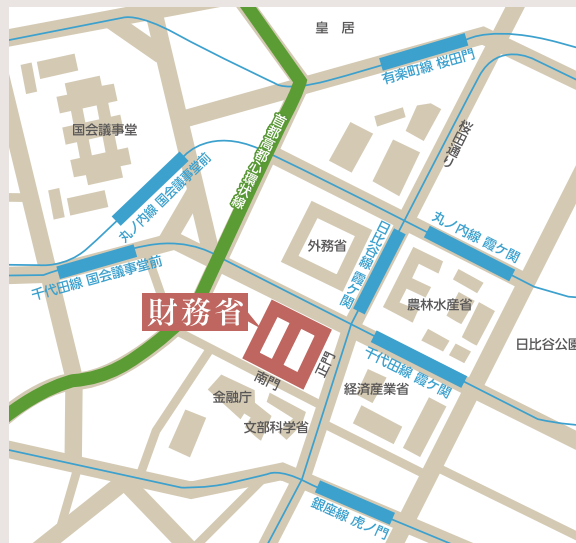 皇 居
有楽町線 桜田門
国会議事堂
首都高都心環状線
桜田通り
丸ノ内線 国会議事堂前
丸ノ内線 霞ケ関
外務省
日比谷線 霞ケ関
千代田線 国会議事堂前
農林水産省
財務省
日比谷公園
正門
千代田線 霞ケ関
南門
経済産業省
金融庁
文部科学省
銀座線 虎ノ門